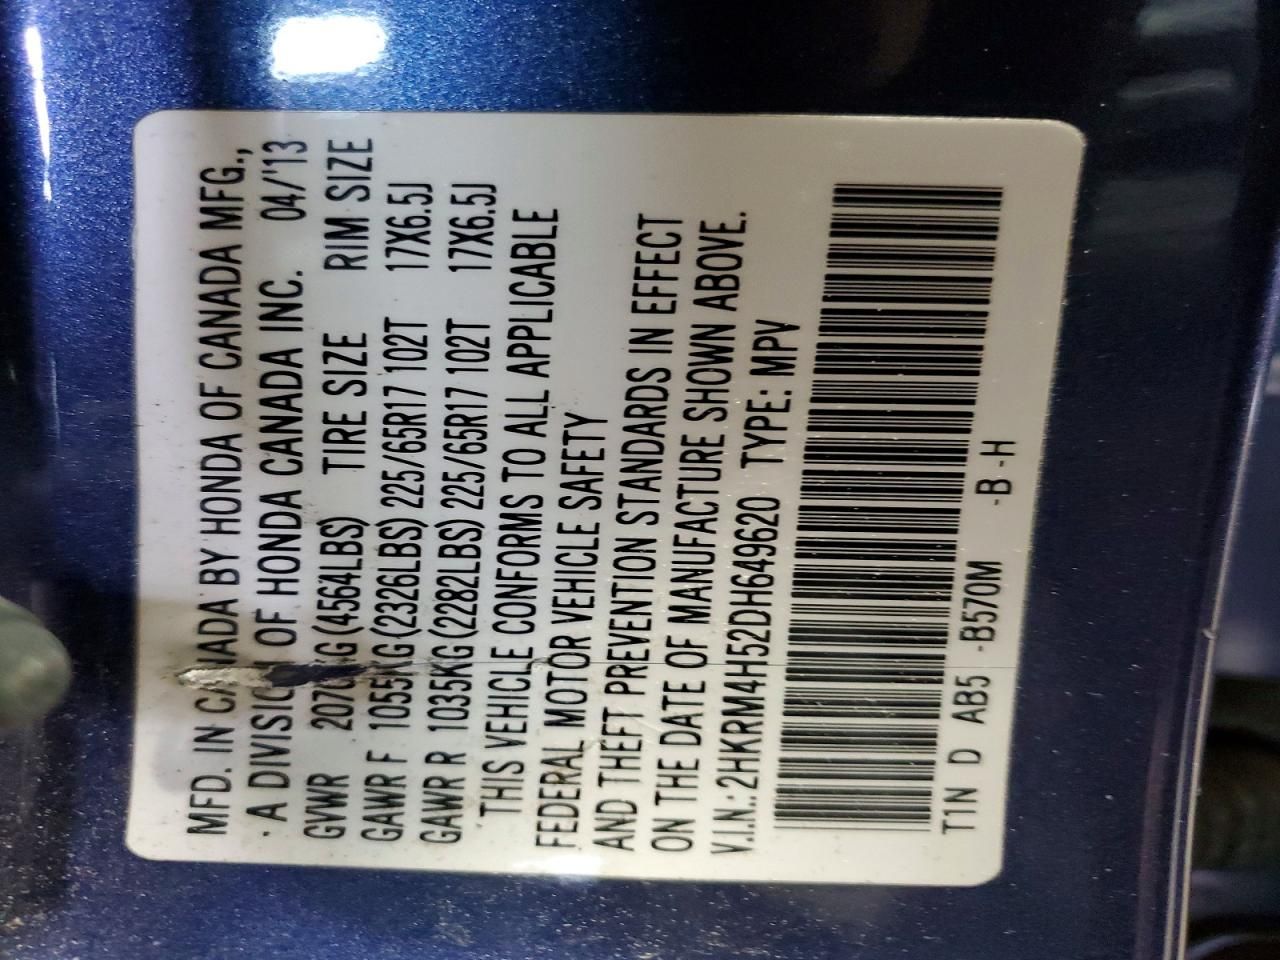 MFD. IN CANADA BY HONDA OF CANADA MFG.,
A DIVISION OF HONDA CANADA INC. 04/'13
GVWR (4564LBS) TIRE SIZE RIM SIZE
GAWR F 1055KG (2326LBS) 225/65R17 102T 17X6.5J
GAWR R 1035KG (2282LBS) 225/65R17 102T 17X6.5J
THIS VEHICLE CONFORMS TO ALL APPLICABLE
FEDERAL MOTOR VEHICLE SAFETY
AND THEFT PREVENTION STANDARDS IN EFFECT
ON THE DATE OF MANUFACTURE SHOWN ABOVE.
V.I.N.: 2HKRM4H52DH649620 TYPE: MPV
T1N D AB5 -B570M -B -H